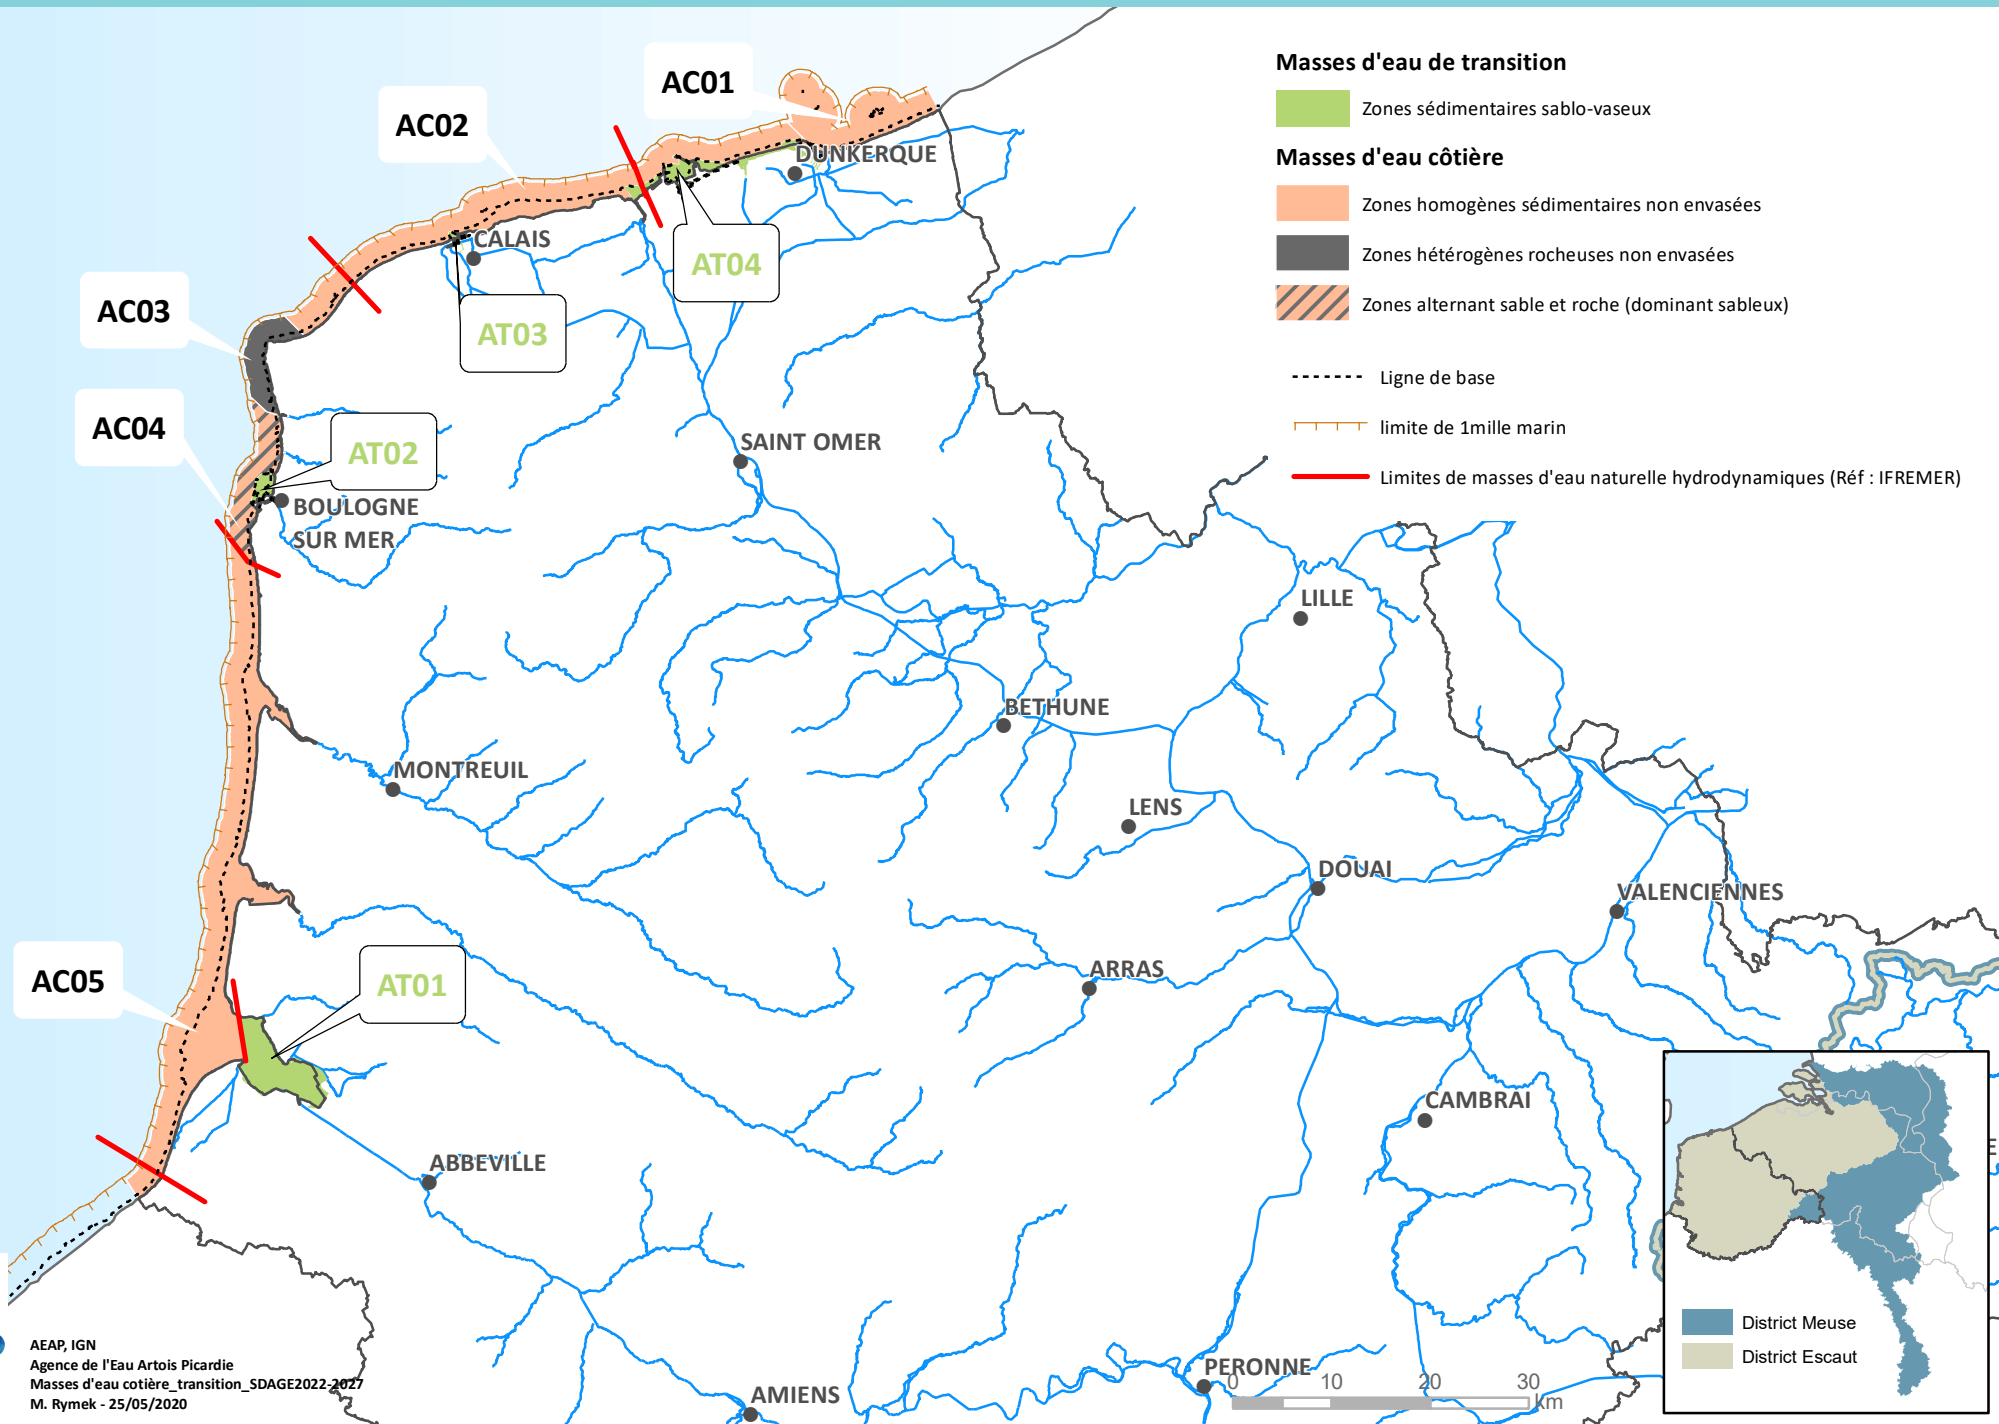 AC01
AC02
DUNKERQUE
CALAIS
AT04
AC03
AT03
AC04
AT02
SAINT OMER
BOULOGNE
SUR MER
LILLE
BETHUNE
MONTREUIL
LENS
DOUAI
VALENCIENNES
AC05
AT01
ARRAS
CAMBRAI
ABBEVILLE
PERONNE
AMIENS
Masses d'eau de transition
Zones sédimentaires sablo-vaseux
Masses d'eau côtière
Zones homogènes sédimentaires non envasées
Zones hétérogènes rocheuses non envasées
Zones alternant sable et roche (dominant sableux)
Ligne de base
limite de 1mille marin
Limites de masses d'eau naturelle hydrodynamiques (Réf : IFREMER)
E
District Meuse
District Escaut
0 10 20 30
km
AEAP, IGN
Agence de l'Eau Artois Picardie
Masses d'eau cotière_transition_SDAGE2022-2027
M. Rymek - 25/05/2020